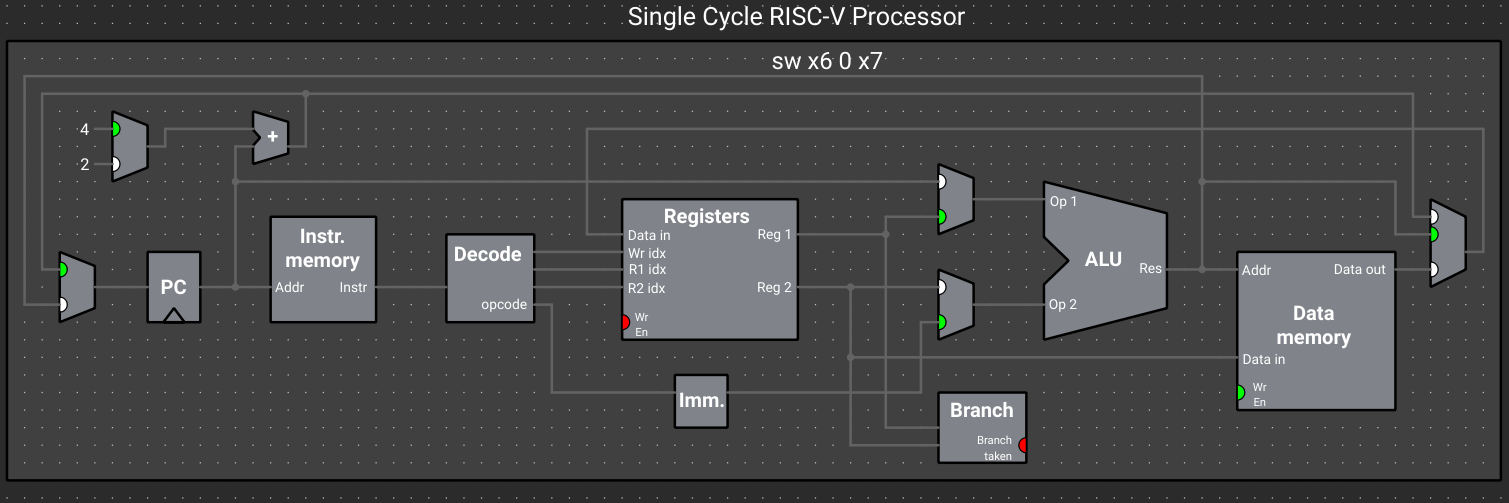 Single Cycle RISC-V Processor
sw x6 0 x7
4
2
+
PC
Instr.
memory
Addr
Instr
Decode
opcode
Registers
Data in
Wr idx
R1 idx
R2 idx
Wr
En
Reg 1
Reg 2
Imm.
Branch
Branch
taken
Op 1
ALU
Res
Op 2
Addr
Data out
Data
memory
Data in
Wr
En